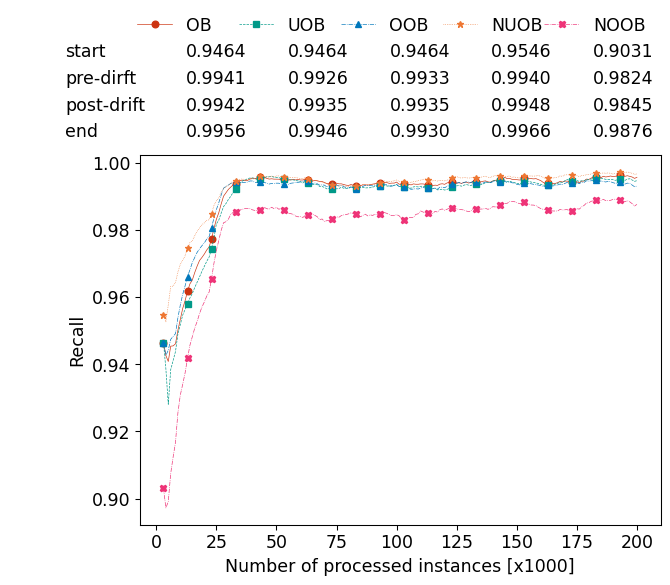 OB UOB OOB NUOB NOOB
start 0.9464 0.9464 0.9464 0.9546 0.9031
pre-dirft 0.9941 0.9926 0.9933 0.9940 0.9824
post-drift 0.9942 0.9935 0.9935 0.9948 0.9845
end 0.9956 0.9946 0.9930 0.9966 0.9876
1.00
0.98
0.96
0.94
0.92
0.90
Recall
0 25 50 75 100 125 150 175 200
Number of processed instances [x1000]